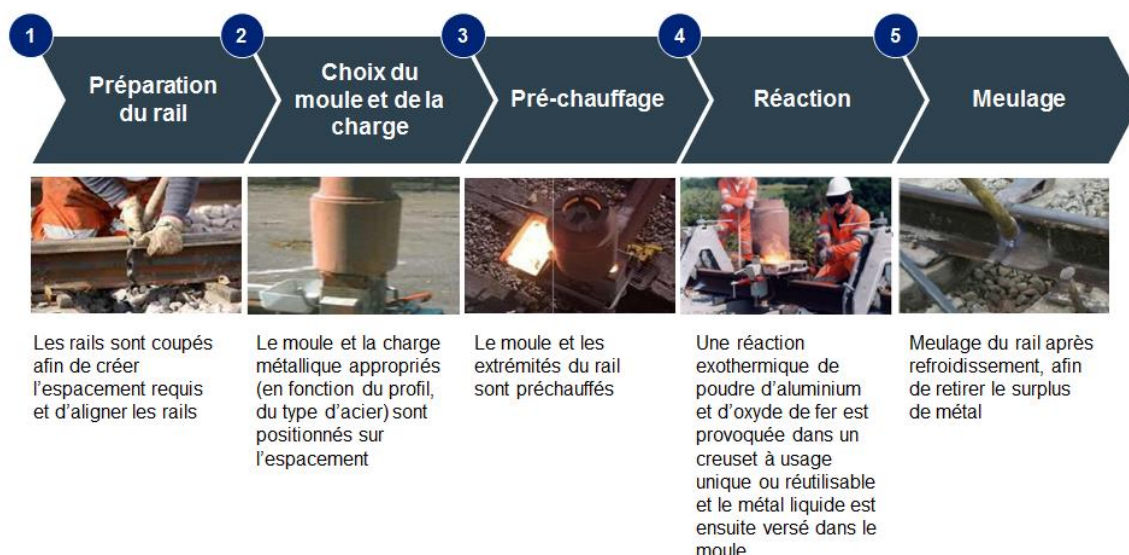 1
2
3
4
5
Préparation
du rail
Choix du
moule et de la
charge
Pré-chauffage
Réaction
Meulage
Les rails sont coupés
afin de créer
l’espacement requis
et d’aligner les rails
Le moule et la charge
métallique appropriés
(en fonction du profil,
du type d’acier) sont
positionnés sur
l’espacement
Le moule et les
extrémités du rail
sont préchauffés
Une réaction
exothermique de
poudre d’aluminium
et d’oxyde de fer est
provoquée dans un
creuset à usage
unique ou réutilisable
et le métal liquide est
ensuite versé dans le
moule
Meulage du rail après
refroidissement, afin
de retirer le surplus
de métal